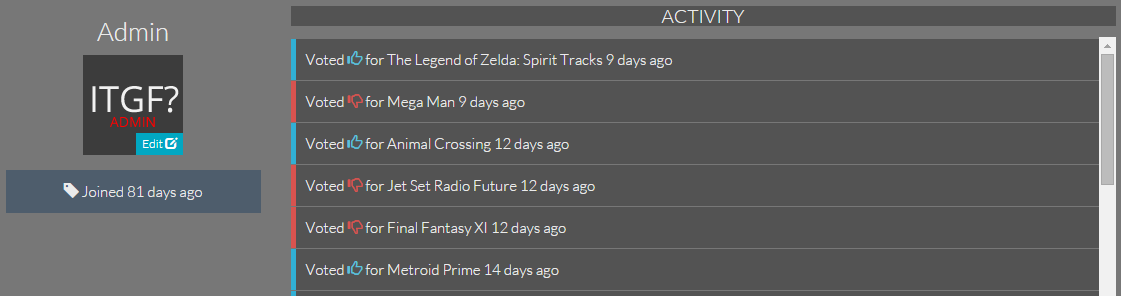 Admin
ITGF?
ADMIN
Edit
Joined 81 days ago
ACTIVITY
Voted for The Legend of Zelda: Spirit Tracks 9 days ago
Voted for Mega Man 9 days ago
Voted for Animal Crossing 12 days ago
Voted for Jet Set Radio Future 12 days ago
Voted for Final Fantasy XI 12 days ago
Voted for Metroid Prime 14 days ago